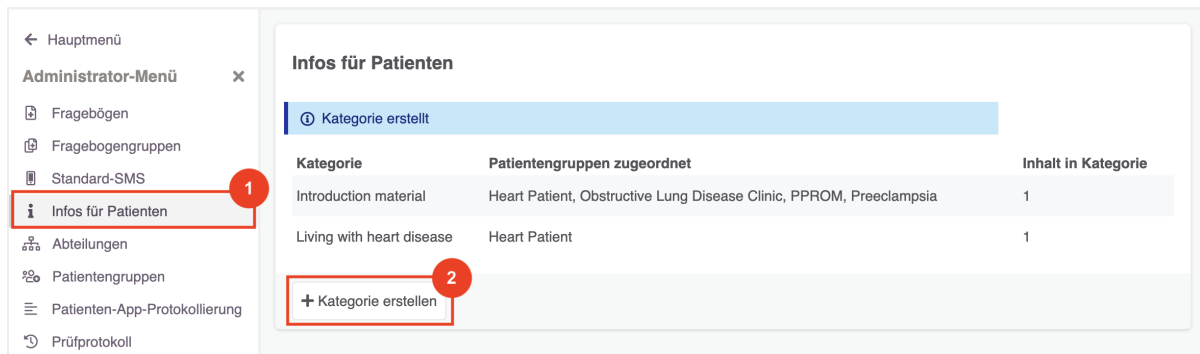 Hauptmenü
Administrator-Menü
Fragebögen
Fragebogengruppen
Standard-SMS
1
Infos für Patienten
Abteilungen
Patientengruppen
Patienten-App-Protokollierung
Prüfprotokoll
Infos für Patienten
Kategorie erstellt
Kategorie Patientengruppen zugeordnet Inhalt in Kategorie
Introduction material Heart Patient, Obstructive Lung Disease Clinic, PPROM, Preeclampsia 1
Living with heart disease Heart Patient 1
2
+ Kategorie erstellen